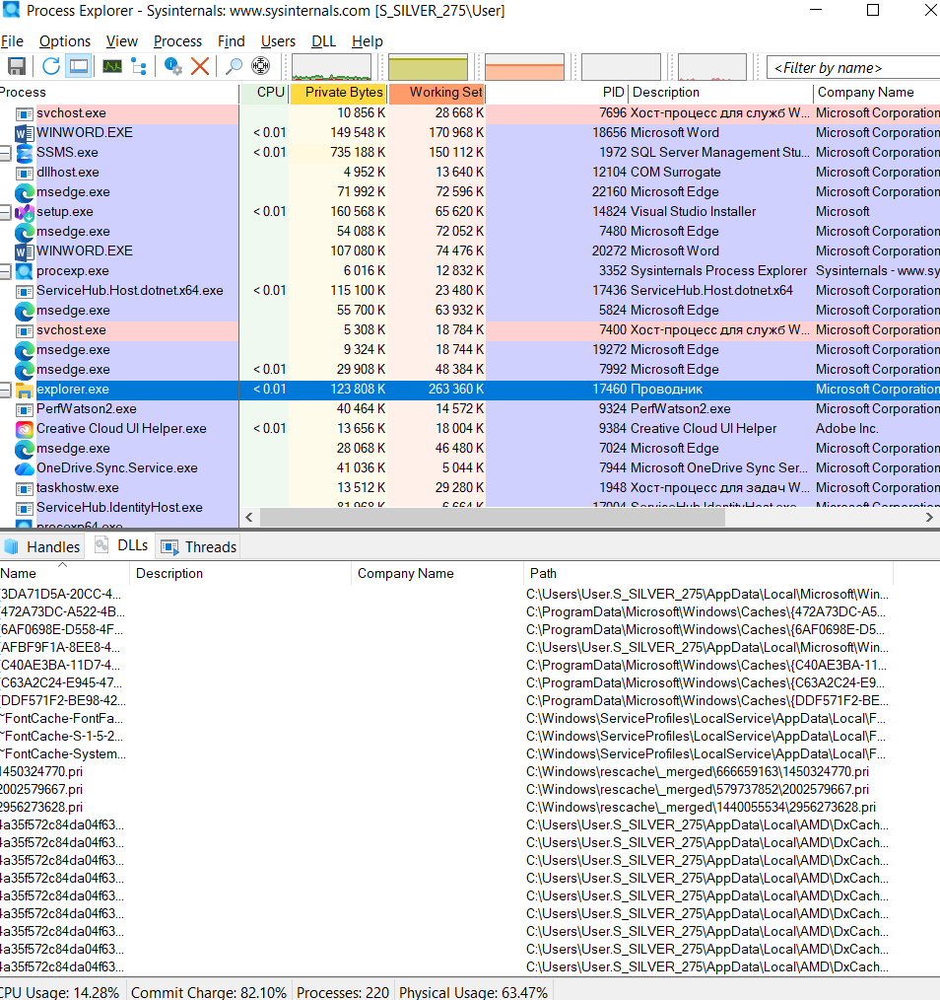 Process Explorer - Sysinternals: www.sysinternals.com [S_SILVER_275\User]
File Options View Process Find Users DLL Help
<Filter by name>
Process CPU Private Bytes Working Set PID Description Company Name
svchost.exe 10 856 K 28 668 K 7696 Хост-процесс для служб W... Microsoft Corporation
WINWORD.EXE < 0.01 149 548 K 170 968 K 18656 Microsoft Word Microsoft Corporation
SSMS.exe < 0.01 735 188 K 150 112 K 1972 SQL Server Management Stu... Microsoft Corporation
dllhost.exe 4 952 K 13 640 K 12104 COM Surrogate Microsoft Corporation
msedge.exe 71 992 K 72 596 K 22160 Microsoft Edge Microsoft Corporation
setup.exe < 0.01 160 568 K 65 620 K 14824 Visual Studio Installer Microsoft
msedge.exe 54 088 K 72 052 K 7480 Microsoft Edge Microsoft Corporation
WINWORD.EXE 107 080 K 74 476 K 20272 Microsoft Word Microsoft Corporation
procexp.exe 6 016 K 12 832 K 3352 Sysinternals Process Explorer Sysinternals - www.sy
ServiceHub.Host.dotnet.x64.exe < 0.01 115 100 K 23 480 K 17436 ServiceHub.Host.dotnet.x64 Microsoft Corporation
msedge.exe 55 700 K 63 932 K 5824 Microsoft Edge Microsoft Corporation
svchost.exe 5 308 K 18 784 K 7400 Хост-процесс для служб W... Microsoft Corporation
msedge.exe 9 324 K 18 744 K 19272 Microsoft Edge Microsoft Corporation
msedge.exe < 0.01 29 908 K 48 384 K 7992 Microsoft Edge Microsoft Corporation
explorer.exe < 0.01 123 808 K 263 360 K 17460 Проводник Microsoft Corporation
PerfWatson2.exe 40 464 K 14 572 K 9324 PerfWatson2.exe Microsoft Corporation
Creative Cloud UI Helper.exe < 0.01 13 656 K 18 004 K 9384 Creative Cloud UI Helper Adobe Inc.
msedge.exe 28 068 K 46 480 K 7024 Microsoft Edge Microsoft Corporation
OneDrive.Sync.Service.exe 41 036 K 5 044 K 7944 Microsoft OneDrive Sync Ser... Microsoft Corporation
taskhostw.exe 13 512 K 29 280 K 1948 Хост-процесс для задач W... Microsoft Corporation
ServiceHub.IdentityHost.exe 81 968 K 6 664 K 17004 ServiceHub.IdentityHost.exe Microsoft Corporation
procexp64.exe
Handles DLLs Threads
Name Description Company Name Path
{3DA71D5A-20CC-4... C:\Users\User.S_SILVER_275\AppData\Local\Microsoft\Win...
{472A73DC-A522-4B... C:\ProgramData\Microsoft\Windows\Caches\{472A73DC-A5...
{6AF0698E-D558-4F... C:\ProgramData\Microsoft\Windows\Caches\{6AF0698E-D5...
{AFBF9F1A-8EE8-4... C:\Users\User.S_SILVER_275\AppData\Local\Microsoft\Win...
{C40AE3BA-11D7-4... C:\ProgramData\Microsoft\Windows\Caches\{C40AE3BA-11...
{C63A2C24-E945-47... C:\ProgramData\Microsoft\Windows\Caches\{C63A2C24-E9...
{DDF571F2-BE98-42... C:\ProgramData\Microsoft\Windows\Caches\{DDF571F2-BE...
~FontCache-FontFa... C:\Windows\ServiceProfiles\LocalService\AppData\Local\F...
~FontCache-S-1-5-2... C:\Windows\ServiceProfiles\LocalService\AppData\Local\F...
~FontCache-System... C:\Windows\ServiceProfiles\LocalService\AppData\Local\F...
1450324770.pri C:\Windows\rescache\_merged\666659163\1450324770.pri
2002579667.pri C:\Windows\rescache\_merged\579737852\2002579667.pri
2956273628.pri C:\Windows\rescache\_merged\1440055534\2956273628.pri
4a35f572c84da04f63... C:\Users\User.S_SILVER_275\AppData\Local\AMD\DxCach...
4a35f572c84da04f63... C:\Users\User.S_SILVER_275\AppData\Local\AMD\DxCach...
4a35f572c84da04f63... C:\Users\User.S_SILVER_275\AppData\Local\AMD\DxCach...
4a35f572c84da04f63... C:\Users\User.S_SILVER_275\AppData\Local\AMD\DxCach...
4a35f572c84da04f63... C:\Users\User.S_SILVER_275\AppData\Local\AMD\DxCach...
4a35f572c84da04f63... C:\Users\User.S_SILVER_275\AppData\Local\AMD\DxCach...
4a35f572c84da04f63... C:\Users\User.S_SILVER_275\AppData\Local\AMD\DxCach...
4a35f572c84da04f63... C:\Users\User.S_SILVER_275\AppData\Local\AMD\DxCach...
4a35f572c84da04f63... C:\Users\User.S_SILVER_275\AppData\Local\AMD\DxCach...
CPU Usage: 14.28% Commit Charge: 82.10% Processes: 220 Physical Usage: 63.47%